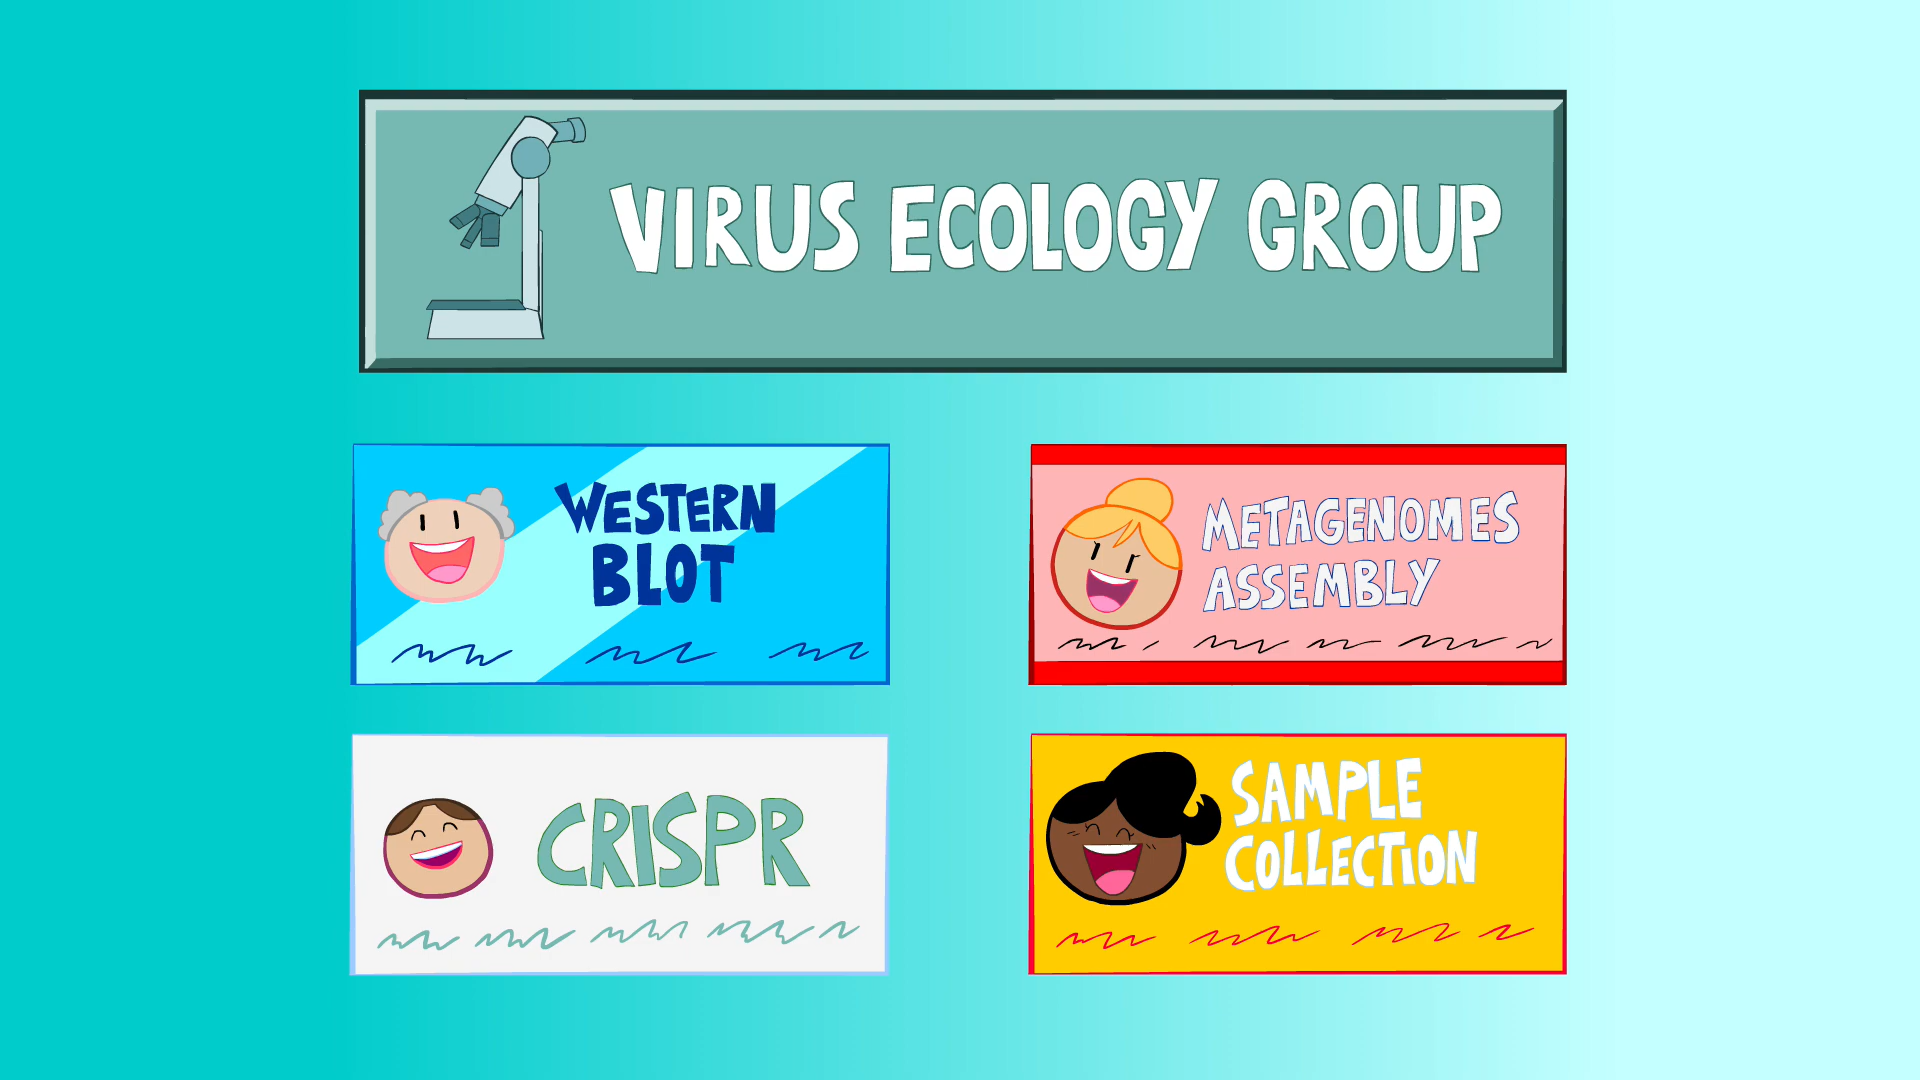 VIRUS ECOLOGY GROUP
WESTERN
BLOT
METAGENOMES
ASSEMBLY
CRISPR
SAMPLE
COLLECTION